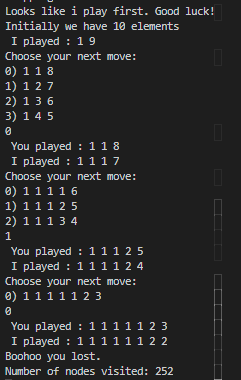 Looks like i play first. Good luck!
Initially we have 10 elements
I played : 1 9
Choose your next move:
0) 1 1 8
1) 1 2 7
2) 1 3 6
3) 1 4 5
0
You played : 1 1 8
I played : 1 1 1 7
Choose your next move:
0) 1 1 1 1 6
1) 1 1 1 2 5
2) 1 1 1 3 4
1
You played : 1 1 1 2 5
I played : 1 1 1 1 2 4
Choose your next move:
0) 1 1 1 1 1 2 3
0
You played : 1 1 1 1 1 2 3
I played : 1 1 1 1 1 1 2 2
Boohoo you lost.
Number of nodes visited: 252